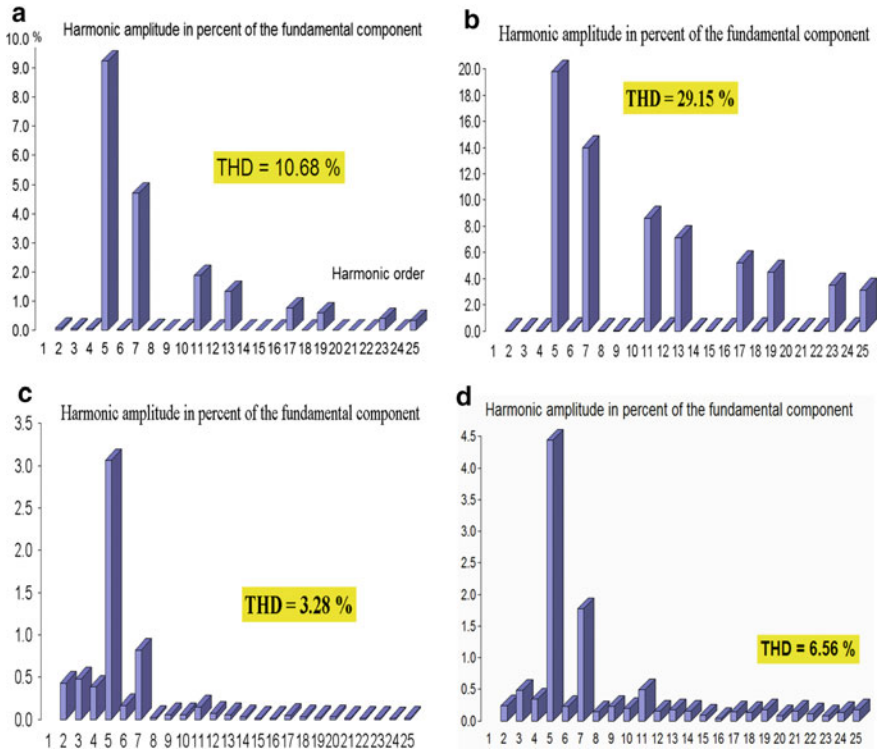 a
Harmonic amplitude in percent of the fundamental component
10.0 %
9.0
8.0
7.0
6.0
5.0
4.0
3.0
2.0
1.0
0.0
THD = 10.68 %
Harmonic order
1 2 3 4 5 6 7 8 9 10 11 12 13 14 15 16 17 18 19 20 21 22 23 24 25
b
Harmonic amplitude in percent of the fundamental component
20.0
18.0
16.0
14.0
12.0
10.0
8.0
6.0
4.0
2.0
0.0
THD = 29.15 %
1 2 3 4 5 6 7 8 9 10 11 12 13 14 15 16 17 18 19 20 21 22 23 24 25
c
Harmonic amplitude in percent of the fundamental component
3.5
3.0
2.5
2.0
1.5
1.0
0.5
0.0
THD = 3.28 %
1 2 3 4 5 6 7 8 9 10 11 12 13 14 15 16 17 18 19 20 21 22 23 24 25
d
Harmonic amplitude in percent of the fundamental component
4.5
4.0
3.5
3.0
2.5
2.0
1.5
1.0
0.5
0.0
THD = 6.56 %
1 2 3 4 5 6 7 8 9 10 11 12 13 14 15 16 17 18 19 20 21 22 23 24 25